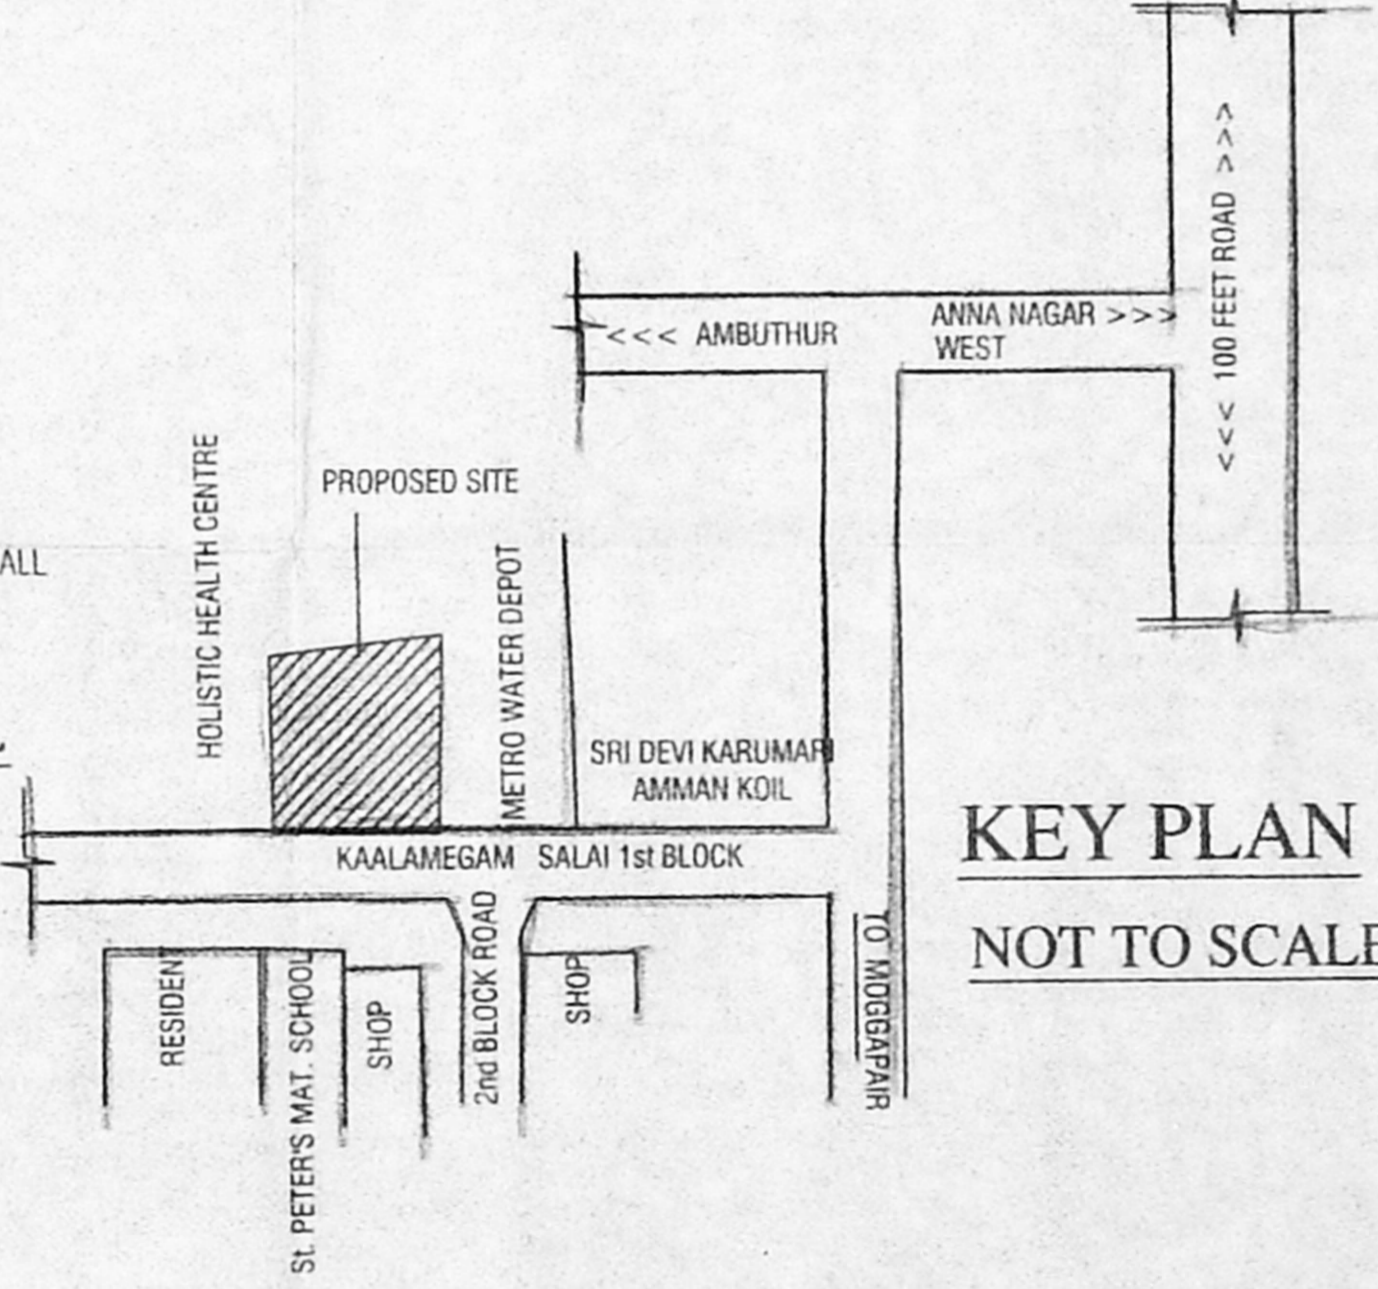 <<< 100 FEET ROAD >>>
ANNA NAGAR >>>
WEST
<<< AMBUTHUR
PROPOSED SITE
HOLISTIC HEALTH CENTRE
METRO WATER DEPOT
ALL
SRI DEVI KARUMARI
AMMAN KOIL
KEY PLAN
KAALAMEGAM SALAI 1st BLOCK
NOT TO SCALE
TO MOGGAPAIR
RESIDENT
St. PETER'S MAT. SCHOOL
SHOP
2nd BLOCK ROAD
SHOP